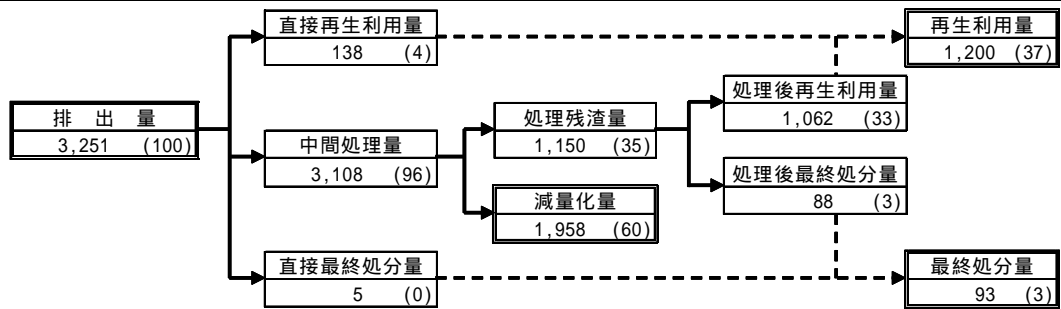 直接再生利用量
138 (4)
再生利用量
1,200 (37)
処理後再生利用量
1,062 (33)
排 出 量
3,251 (100)
処理残渣量
1,150 (35)
中間処理量
3,108 (96)
処理後最終処分量
88 (3)
減量化量
1,958 (60)
直接最終処分量
5 (0)
最終処分量
93 (3)